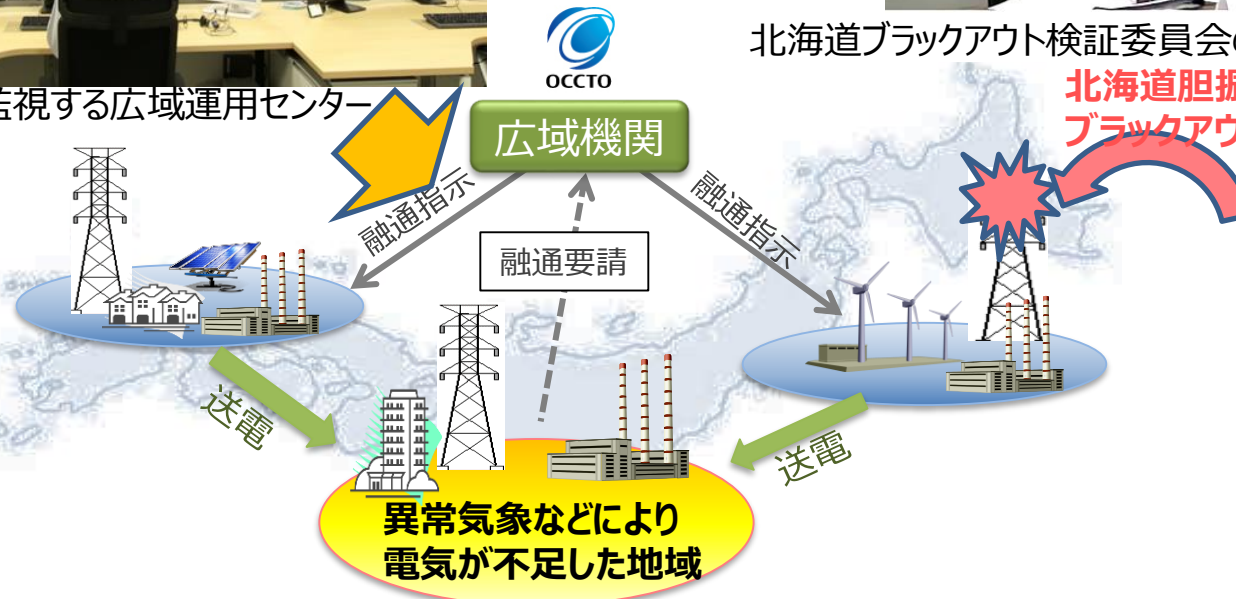 OCCTO
北海道ブラックアウト検証委員会
監視する広域運用センター
北海道胆振
ブラックアウ
広域機関
融通指示
融通指示
融通要請
送電
送電
異常気象などにより
電気が不足した地域